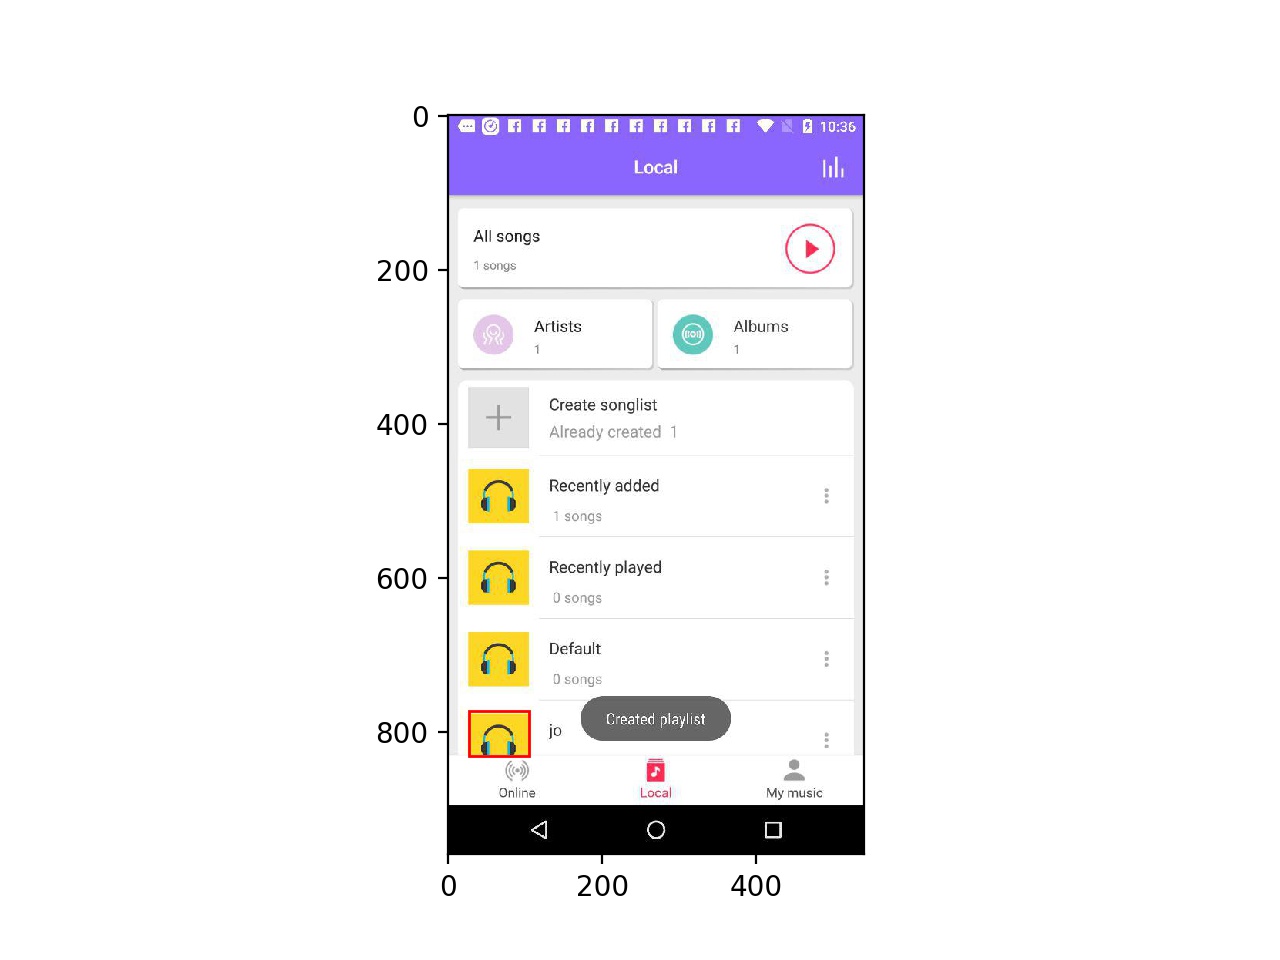 0
10:36
Local
All songs
200
1 songs
Artists
1
Albums
1
Create songlist
400
Already created 1
Recently added
1 songs
Recently played
600
0 songs
Default
0 songs
Created playlist
800
jo
Online
Local
My music
0
200
400